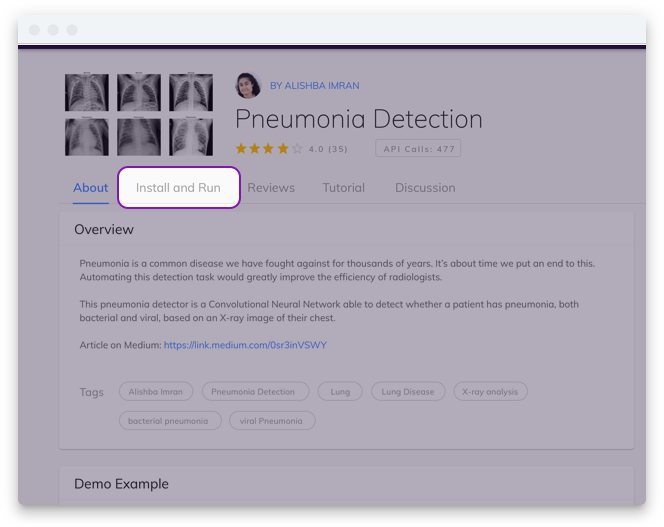 BY ALISHBA IMRAN
Pneumonia Detection
4.0 (35)
API Calls: 477
About
Install and Run
Reviews
Tutorial
Discussion
Overview
Pneumonia is a common disease we have fought against for thousands of years. It's about time we put an end to this.
Automating this detection task would greatly improve the efficiency of radiologists.
This pneumonia detector is a Convolutional Neural Network able to detect whether a patient has pneumonia, both
bacterial and viral, based on an X-ray image of their chest.
Article on Medium: https://link.medium.com/0sr3inVSWY
Tags
Alishba Imran
Pneumonia Detection
Lung
Lung Disease
X-ray analysis
bacterial pneumonia
viral Pneumonia
Demo Example